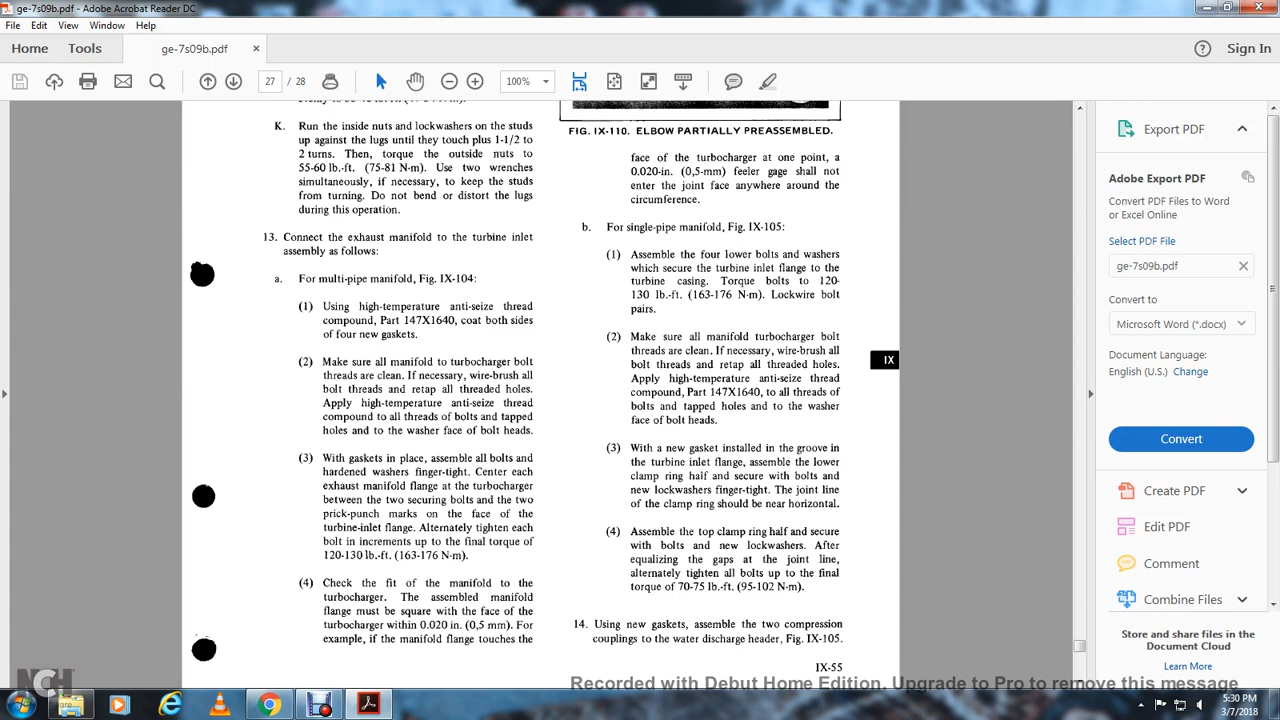 ge-7s09b.pdf - Adobe Acrobat Reader DC
File Edit View Window Help
Home Tools ge-7s09b.pdf × Sign In
27 / 28 100%
K. Run the inside nuts and lockwashers on the studs
up against the lugs until they touch plus 1-1/2 to
2 turns. Then, torque the outside nuts to
55-60 lb.-ft. (75-81 N-m). Use two wrenches
simultaneously, if necessary, to keep the studs
from turning. Do not bend or distort the lugs
during this operation.
13. Connect the exhaust manifold to the turbine inlet
assembly as follows:
a. For multi-pipe manifold, Fig. IX-104:
(1) Using high-temperature anti-seize thread
compound, Part 147X1640, coat both sides
of four new gaskets.
(2) Make sure all manifold to turbocharger bolt
threads are clean. If necessary, wire-brush all
bolt threads and retap all threaded holes.
Apply high-temperature anti-seize thread
compound to all threads of bolts and tapped
holes and to the washer face of bolt heads.
(3) With gaskets in place, assemble all bolts and
hardened washers finger-tight. Center each
exhaust manifold flange at the turbocharger
between the two securing bolts and the two
prick-punch marks on the face of the
turbine-inlet flange. Alternately tighten each
bolt in increments up to the final torque of
120-130 lb.-ft. (163-176 N-m).
(4) Check the fit of the manifold to the
turbocharger. The assembled manifold
flange must be square with the face of the
turbocharger within 0.020 in. (0,5 mm). For
example, if the manifold flange touches the
FIG. IX-110. ELBOW PARTIALLY PREASSEMBLED.
face of the turbocharger at one point, a
0.020-in. (0,5-mm) feeler gage shall not
enter the joint face anywhere around the
circumference.
b. For single-pipe manifold, Fig. IX-105:
(1) Assemble the four lower bolts and washers
which secure the turbine inlet flange to the
turbine casing. Torque bolts to 120-
130 lb.-ft. (163-176 N-m). Lockwire bolt
pairs.
(2) Make sure all manifold turbocharger bolt
threads are clean. If necessary, wire-brush all
bolt threads and retap all threaded holes.
Apply high-temperature anti-seize thread
compound, Part 147X1640, to all threads of
bolts and tapped holes and to the washer
face of bolt heads.
(3) With a new gasket installed in the groove in
the turbine inlet flange, assemble the lower
clamp ring half and secure with bolts and
new lockwashers finger-tight. The joint line
of the clamp ring should be near horizontal.
(4) Assemble the top clamp ring half and secure
with bolts and new lockwashers. After
equalizing the gaps at the joint line,
alternately tighten all bolts up to the final
torque of 70-75 lb.-ft. (95-102 N-m).
14. Using new gaskets, assemble the two compression
couplings to the water discharge header, Fig. IX-105.
IX-55
IX
Export PDF
Adobe Export PDF
Convert PDF Files to Word
or Excel Online
Select PDF File
ge-7s09b.pdf
Convert to
Microsoft Word (*.docx)
Document Language:
English (U.S.) Change
Convert
Create PDF
Edit PDF
Comment
Combine Files
Store and share files in the
Document Cloud
Learn More
NCH
Recorded with Debut Home Edition. Upgrade to Pro to remove this message
5:30 PM
3/7/2018